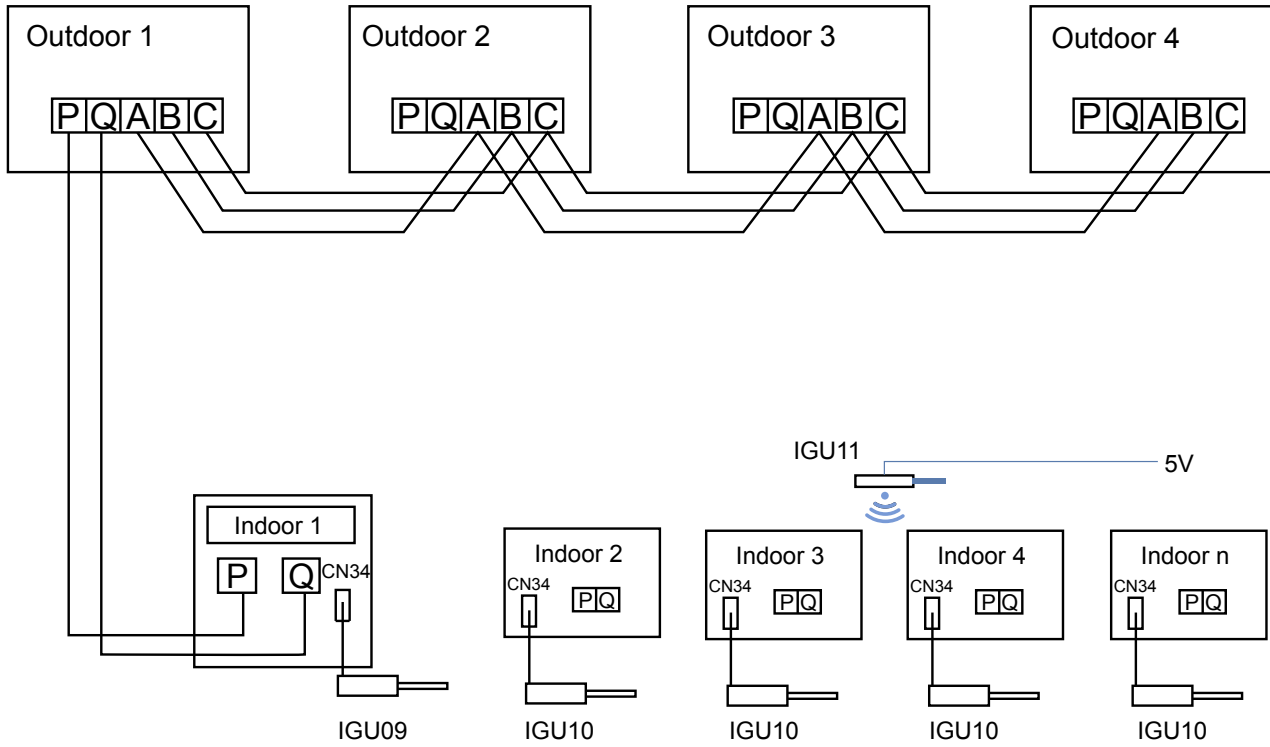 Outdoor 1
Outdoor 2
Outdoor 3
Outdoor 4
P Q A B C
P Q A B C
P Q A B C
P Q A B C
IGU11
5V
Indoor 1
P
Q
CN34
Indoor 2
CN34
P Q
Indoor 3
CN34
P Q
Indoor 4
CN34
P Q
Indoor n
CN34
P Q
IGU09
IGU10
IGU10
IGU10
IGU10